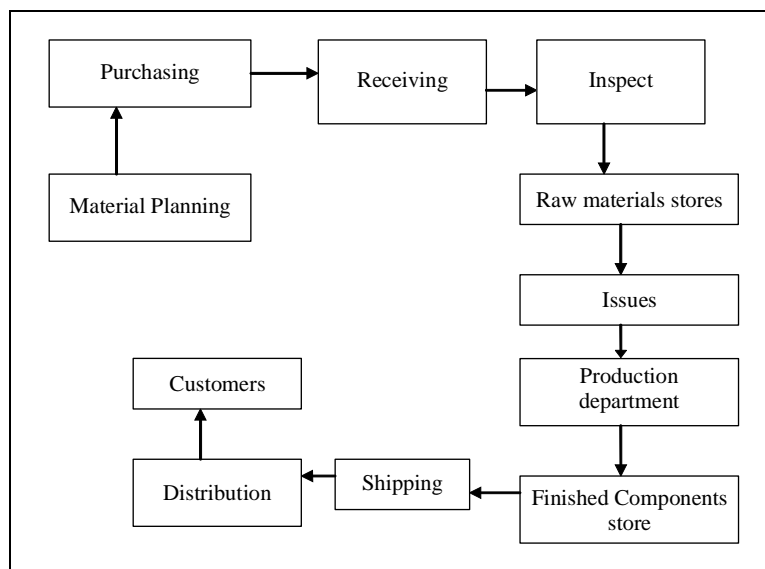 Purchasing
Receiving
Inspect
Material Planning
Raw materials stores
Issues
Production
department
Customers
Distribution
Shipping
Finished Components
store